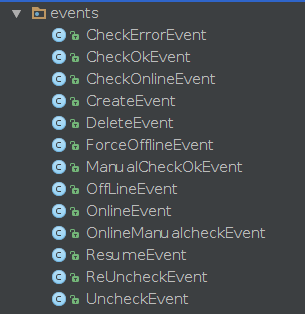 events
CheckErrorEvent
CheckOkEvent
CheckOnlineEvent
CreateEvent
DeleteEvent
ForceOfflineEvent
ManualCheckOkEvent
OffLineEvent
OnlineEvent
OnlineManualcheckEvent
ResumeEvent
ReUncheckEvent
UncheckEvent